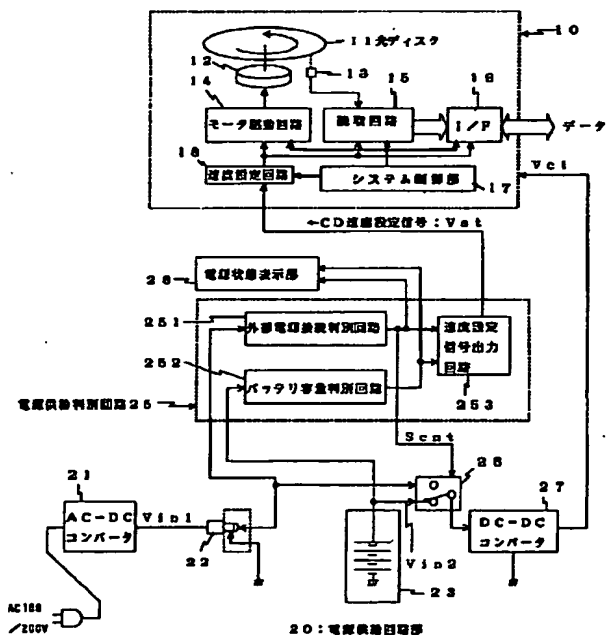 11光ディスク
10
12
13
14
15
16
モータ駆動回路
読取回路
I/F
データ
18
速度設定回路
システム制御部
17
Vc1
←CD速度設定信号:Vst
28
電源状態表示部
251
外部電源接続判別回路
速度設定
信号出力
回路
253
252
バッテリ容量判別回路
電源供給判別回路25
Scnt
26
21
AC-DC
コンバータ
Vin1
22
27
DC-DC
コンバータ
Vin2
23
AC100
/200V
20:電源供給回路部